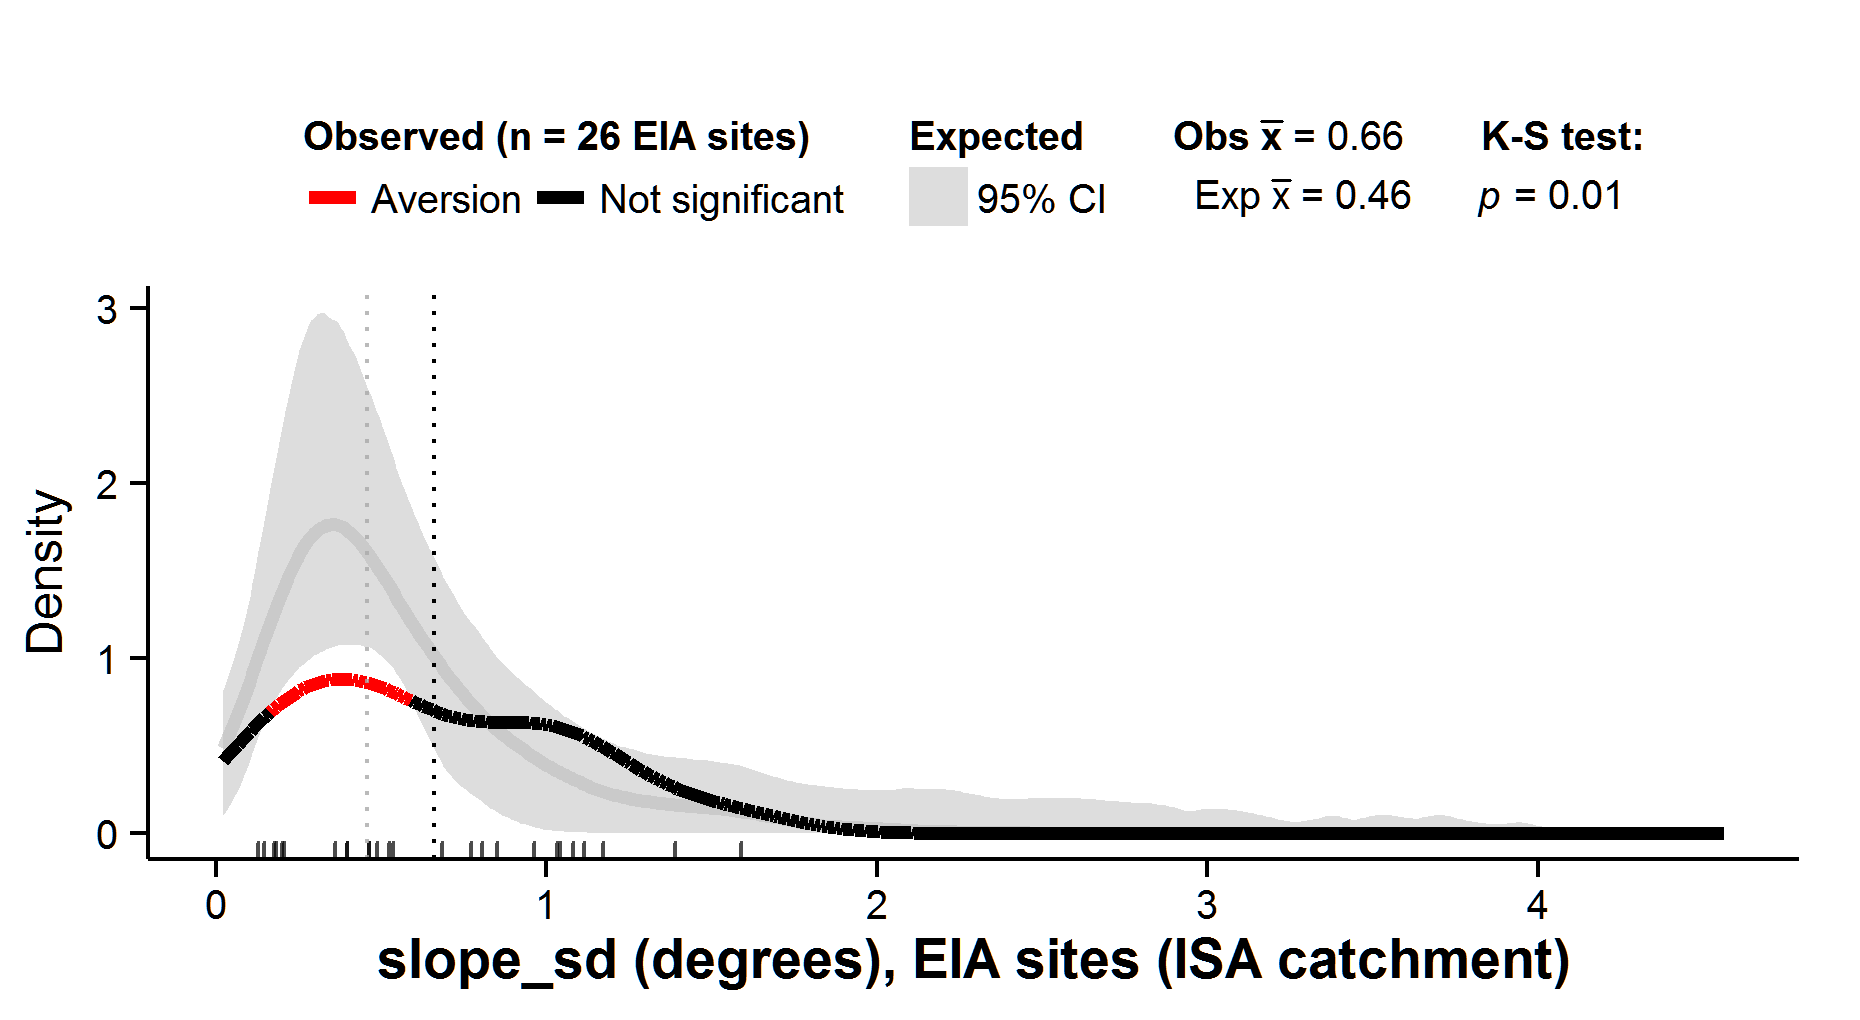 Observed (n = 26 EIA sites) Expected Obs x̅ = 0.66 K-S test:
Aversion Not significant 95% CI Exp x̅ = 0.46 p = 0.01
3
2
1
0
Density
0 1 2 3 4
slope_sd (degrees), EIA sites (ISA catchment)